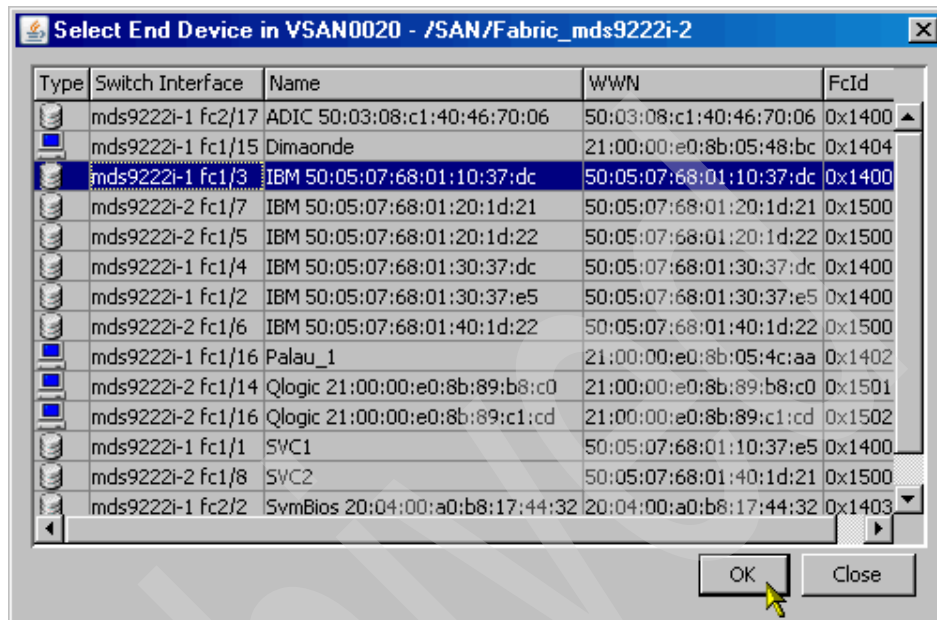 Select End Device in VSAN0020 - /SAN/Fabric_mds9222i-2
Type Switch Interface Name WWN FcId
mds9222i-1 fc2/17 ADIC 50:03:08:c1:40:46:70:06 50:03:08:c1:40:46:70:06 0x1400
mds9222i-1 fc1/15 Dimaonde 21:00:00:e0:8b:05:48:bc 0x1404
mds9222i-1 fc1/3 IBM 50:05:07:68:01:10:37:dc 50:05:07:68:01:10:37:dc 0x1400
mds9222i-2 fc1/7 IBM 50:05:07:68:01:20:1d:21 50:05:07:68:01:20:1d:21 0x1500
mds9222i-2 fc1/5 IBM 50:05:07:68:01:20:1d:22 50:05:07:68:01:20:1d:22 0x1500
mds9222i-1 fc1/4 IBM 50:05:07:68:01:30:37:dc 50:05:07:68:01:30:37:dc 0x1400
mds9222i-1 fc1/2 IBM 50:05:07:68:01:30:37:e5 50:05:07:68:01:30:37:e5 0x1400
mds9222i-2 fc1/6 IBM 50:05:07:68:01:40:1d:22 50:05:07:68:01:40:1d:22 0x1500
mds9222i-1 fc1/16 Palau_1 21:00:00:e0:8b:05:4c:aa 0x1402
mds9222i-2 fc1/14 Qlogic 21:00:00:e0:8b:89:b8:c0 21:00:00:e0:8b:89:b8:c0 0x1501
mds9222i-2 fc1/16 Qlogic 21:00:00:e0:8b:89:c1:cd 21:00:00:e0:8b:89:c1:cd 0x1502
mds9222i-1 fc1/1 SVC1 50:05:07:68:01:10:37:e5 0x1400
mds9222i-2 fc1/8 SVC2 50:05:07:68:01:40:1d:21 0x1500
mds9222i-1 fc2/2 SymBios 20:04:00:a0:b8:17:44:32 20:04:00:a0:b8:17:44:32 0x1403
OK Close